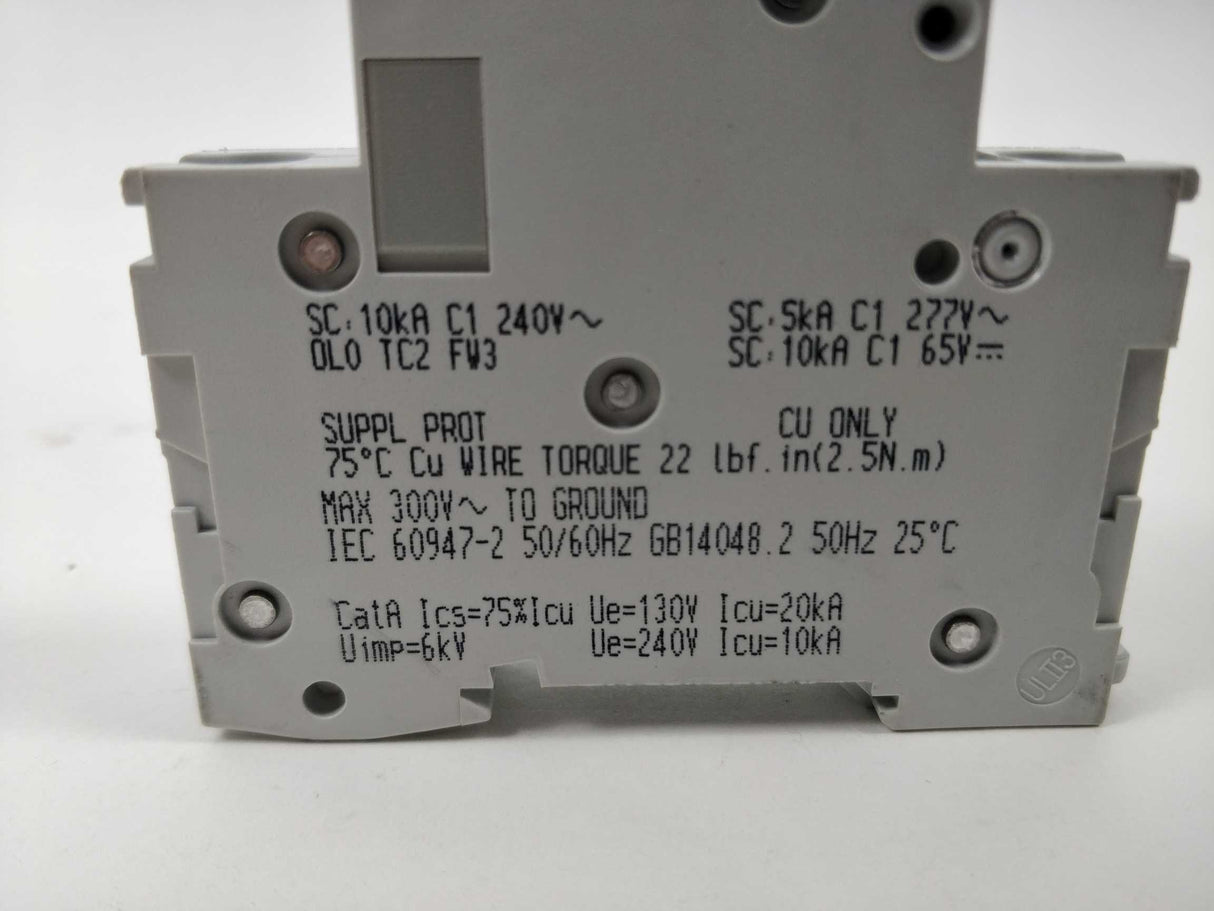 SC:10kA C1 240V~
OL0 TC2 FW3
SC:5kA C1 277V~
SC:10kA C1 65V⎓
SUPPL PROT CU ONLY
75°C Cu WIRE TORQUE 22 lbf.in(2.5N.m)
MAX 300V~ TO GROUND
IEC 60947-2 50/60Hz GB14048.2 50Hz 25°C
CatA Ics=75%Icu Ue=130V Icu=20kA
Uimp=6kV Ue=240V Icu=10kA